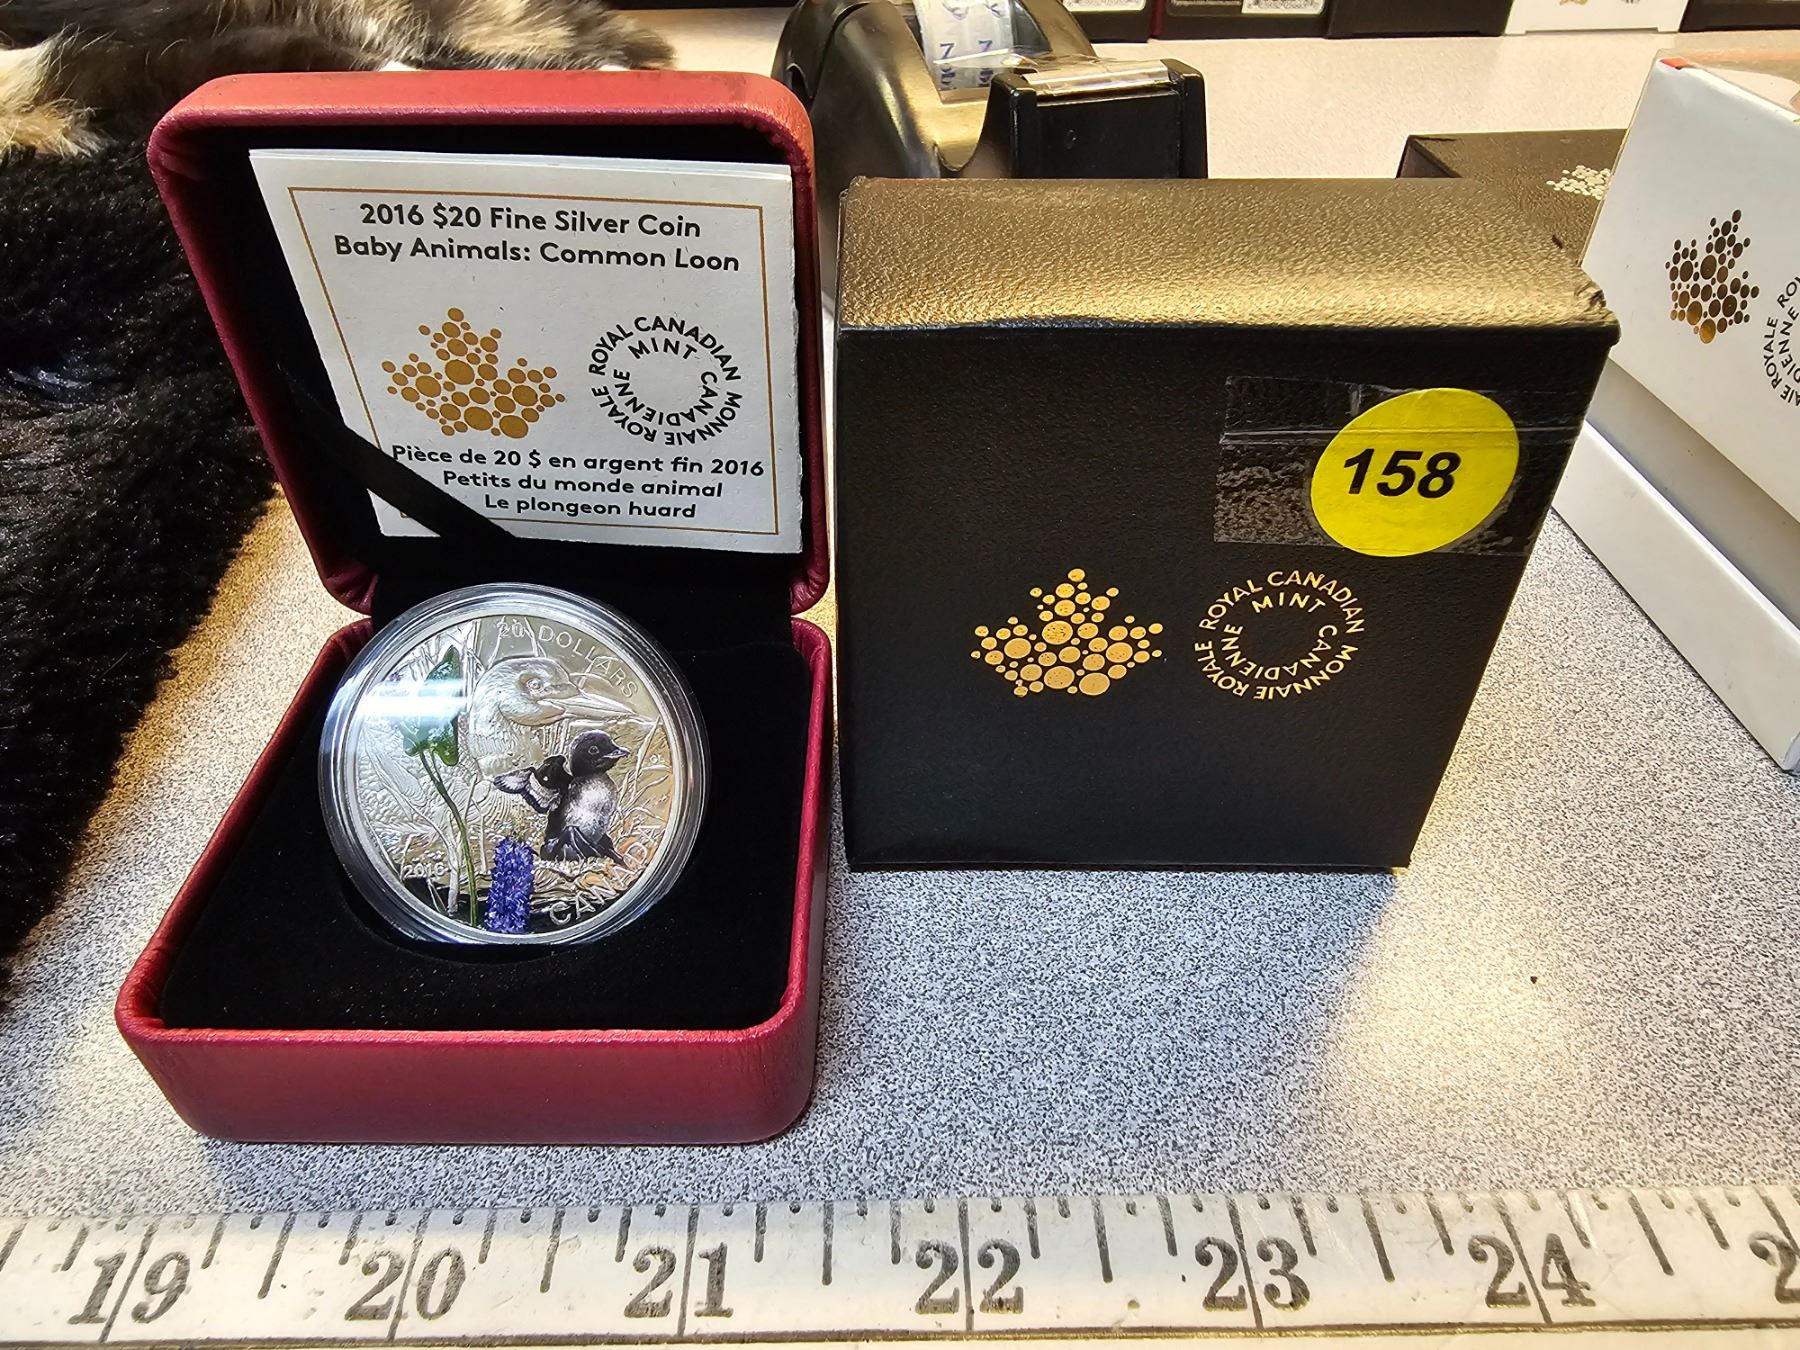 2016 $20 Fine Silver Coin
Baby Animals: Common Loon
ROYAL CANADIAN MINT
MONNAIE ROYALE CANADIENNE
Pièce de 20 $ en argent fin 2016
Petits du monde animal
Le plongeon huard
20 DOLLARS
2016
CANADA
158
ROYAL CANADIAN MINT
MONNAIE ROYALE CANADIENNE
19 20 21 22 23 24